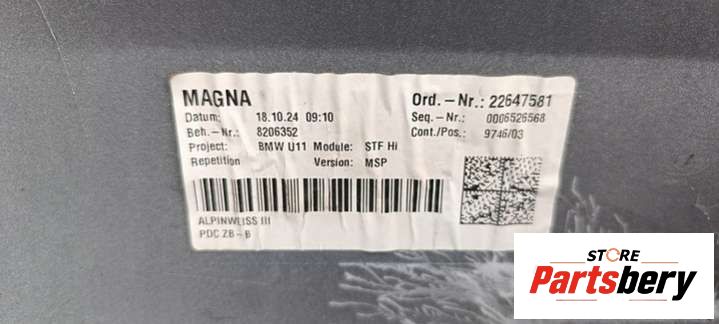 MAGNA
Datum: 18.10.24 09:10
Beh.-Nr.: 8206352
Project: BMW U11 Module: STF Hi
Repetition Version: MSP
Ord.-Nr.: 22647581
Seq.-Nr.: 0006526568
Cont./Pos.: 9746/03
ALPINWEISS III
PDC ZB-B
STORE
Partsbery